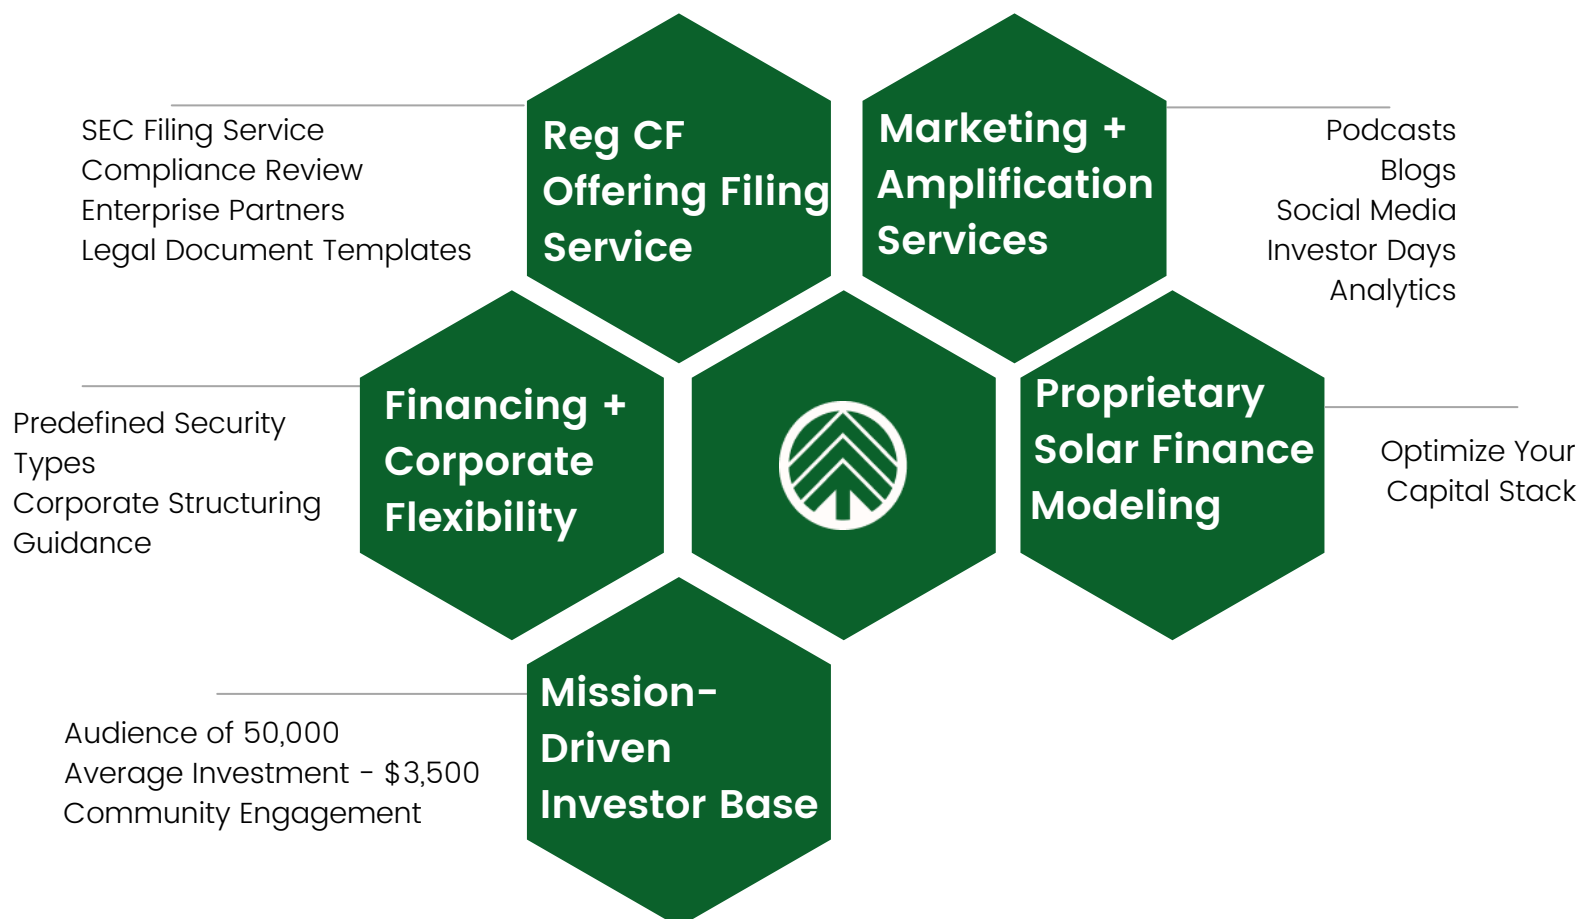 SEC Filing Service
Compliance Review
Enterprise Partners
Legal Document Templates
Reg CF
Offering Filing
Service
Marketing +
Amplification
Services
Podcasts
Blogs
Social Media
Investor Days
Analytics
Predefined Security
Types
Corporate Structuring
Guidance
Financing +
Corporate
Flexibility
Proprietary
Solar Finance
Modeling
Optimize Your
Capital Stack
Audience of 50,000
Average Investment - $3,500
Community Engagement
Mission-
Driven
Investor Base